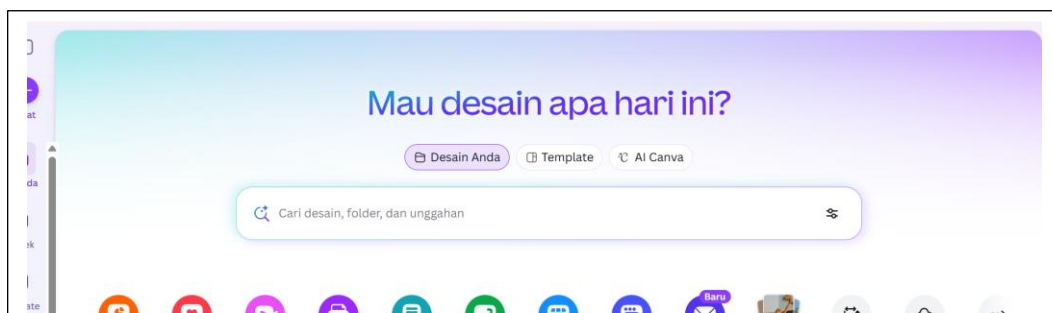 Mau desain apa hari ini?
Desain Anda
Template
AI Canva
Cari desain, folder, dan unggahan
Baru